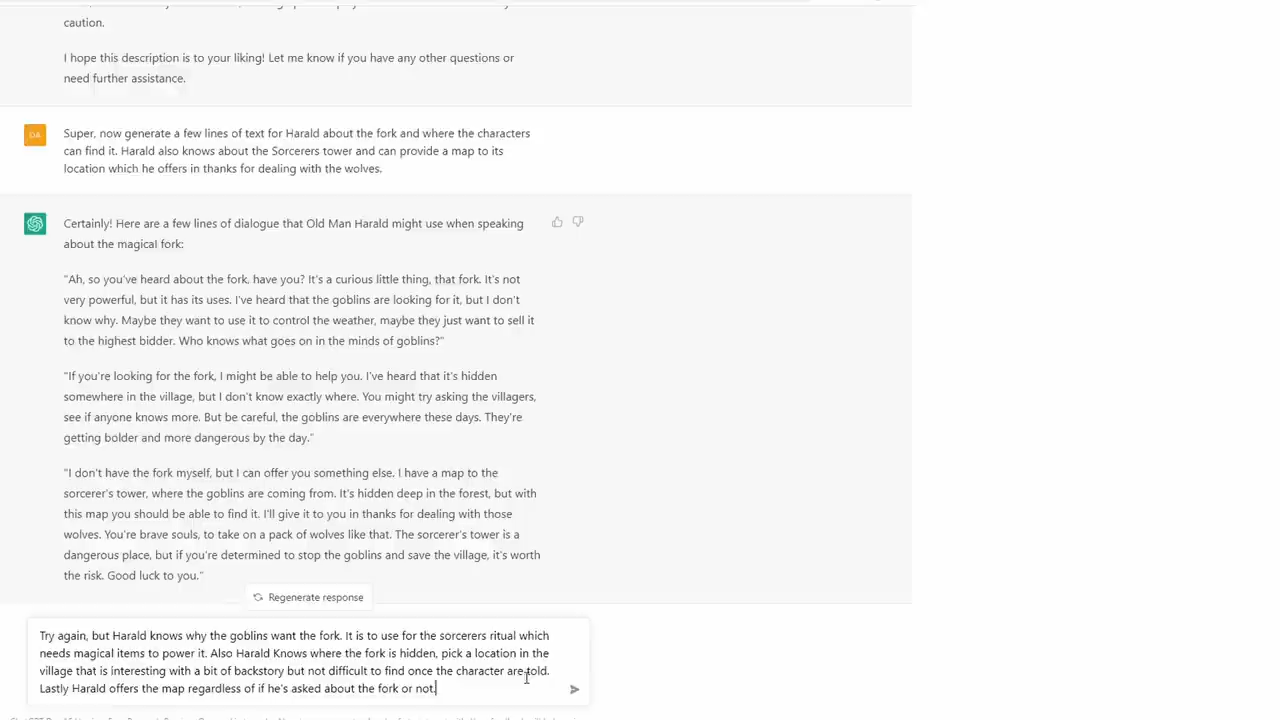 caution.
I hope this description is to your liking! Let me know if you have any other questions or
need further assistance.
DA
Super, now generate a few lines of text for Harald about the fork and where the characters
can find it. Harald also knows about the Sorcerers tower and can provide a map to its
location which he offers in thanks for dealing with the wolves.
Certainly! Here are a few lines of dialogue that Old Man Harald might use when speaking
about the magical fork:
"Ah, so you've heard about the fork, have you? It's a curious little thing, that fork. It's not
very powerful, but it has its uses. I've heard that the goblins are looking for it, but I don't
know why. Maybe they want to use it to control the weather, maybe they just want to sell it
to the highest bidder. Who knows what goes on in the minds of goblins?"
"If you're looking for the fork, I might be able to help you. I've heard that it's hidden
somewhere in the village, but I don't know exactly where. You might try asking the villagers,
see if anyone knows more. But be careful, the goblins are everywhere these days. They're
getting bolder and more dangerous by the day."
"I don't have the fork myself, but I can offer you something else. I have a map to the
sorcerer's tower, where the goblins are coming from. It's hidden deep in the forest, but with
this map you should be able to find it. I'll give it to you in thanks for dealing with those
wolves. You're brave souls, to take on a pack of wolves like that. The sorcerer's tower is a
dangerous place, but if you're determined to stop the goblins and save the village, it's worth
the risk. Good luck to you."
Regenerate response
Try again, but Harald knows why the goblins want the fork. It is to use for the sorcerers ritual which
needs magical items to power it. Also Harald Knows where the fork is hidden, pick a location in the
village that is interesting with a bit of backstory but not difficult to find once the character are told.
Lastly Harald offers the map regardless of if he's asked about the fork or not.